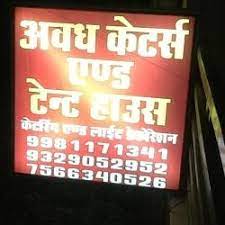 अवध केटर्स
एण्ड
टेन्ट हाउस
केटरिंग एण्ड लाईट डेकोरेशन
9981171341
9329052952
7566340526